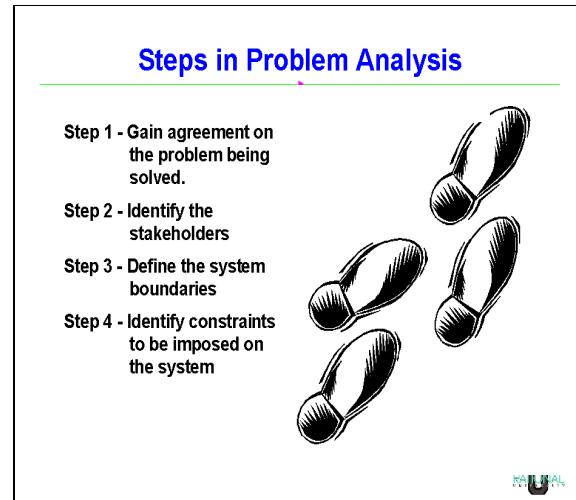 Steps in Problem Analysis
Step 1 - Gain agreement on
the problem being
solved.
Step 2 - Identify the
stakeholders
Step 3 - Define the system
boundaries
Step 4 - Identify constraints
to be imposed on
the system
RATIONAL